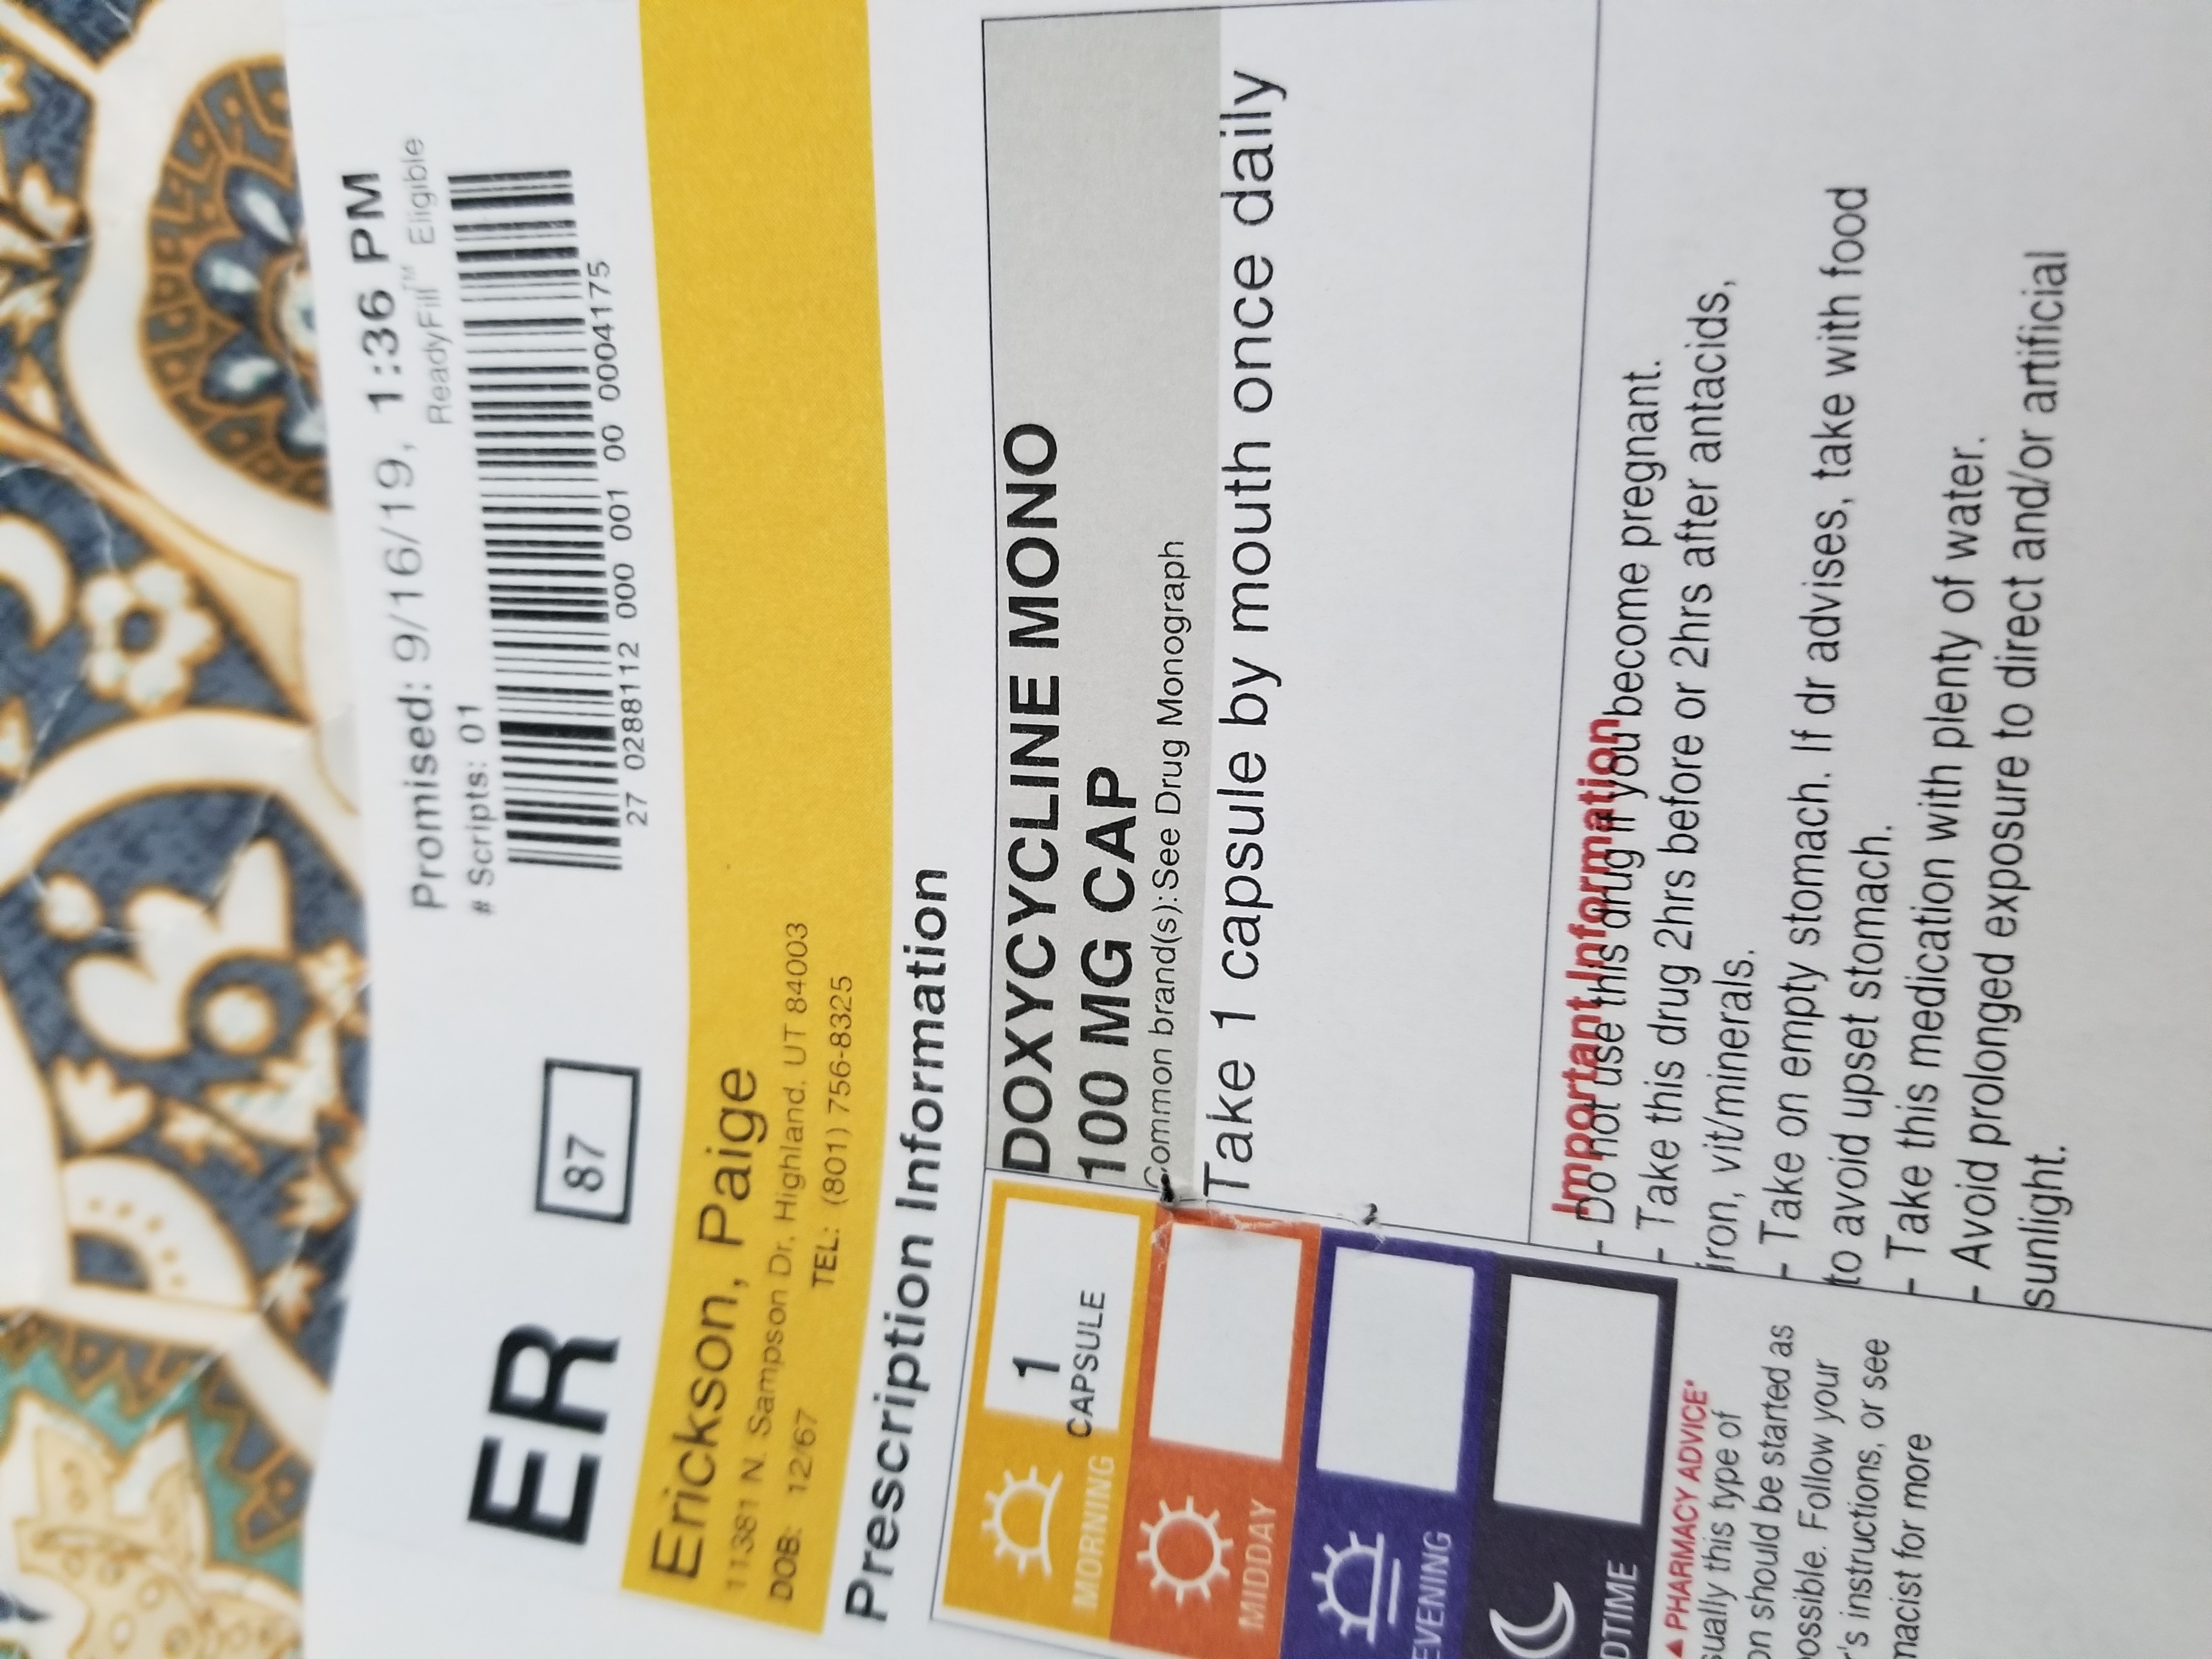 Promised: 9/16/19, 1:36 PM
# Scripts: 01
ReadyFill™ Eligible
27 0288112 000 001 00 0004175
ER
87
Erickson, Paige
11381 N. Sampson Dr, Highland, UT 84003
DOB: 12/67
TEL: (801) 756-8325
Prescription Information
MORNING
1
CAPSULE
MIDDAY
EVENING
DTIME
DOXYCYCLINE MONO
100 MG CAP
Common brand(s):See Drug Monograph
Take 1 capsule by mouth once daily
Important Information
- Do not use this drug if you become pregnant.
- Take this drug 2hrs before or 2hrs after antacids,
iron, vit/minerals.
- Take on empty stomach. If dr advises, take with food
to avoid upset stomach.
- Take this medication with plenty of water.
- Avoid prolonged exposure to direct and/or artificial
sunlight.
▲ PHARMACY ADVICE*
sually this type of
on should be started as
ossible. Follow your
r's instructions, or see
macist for more